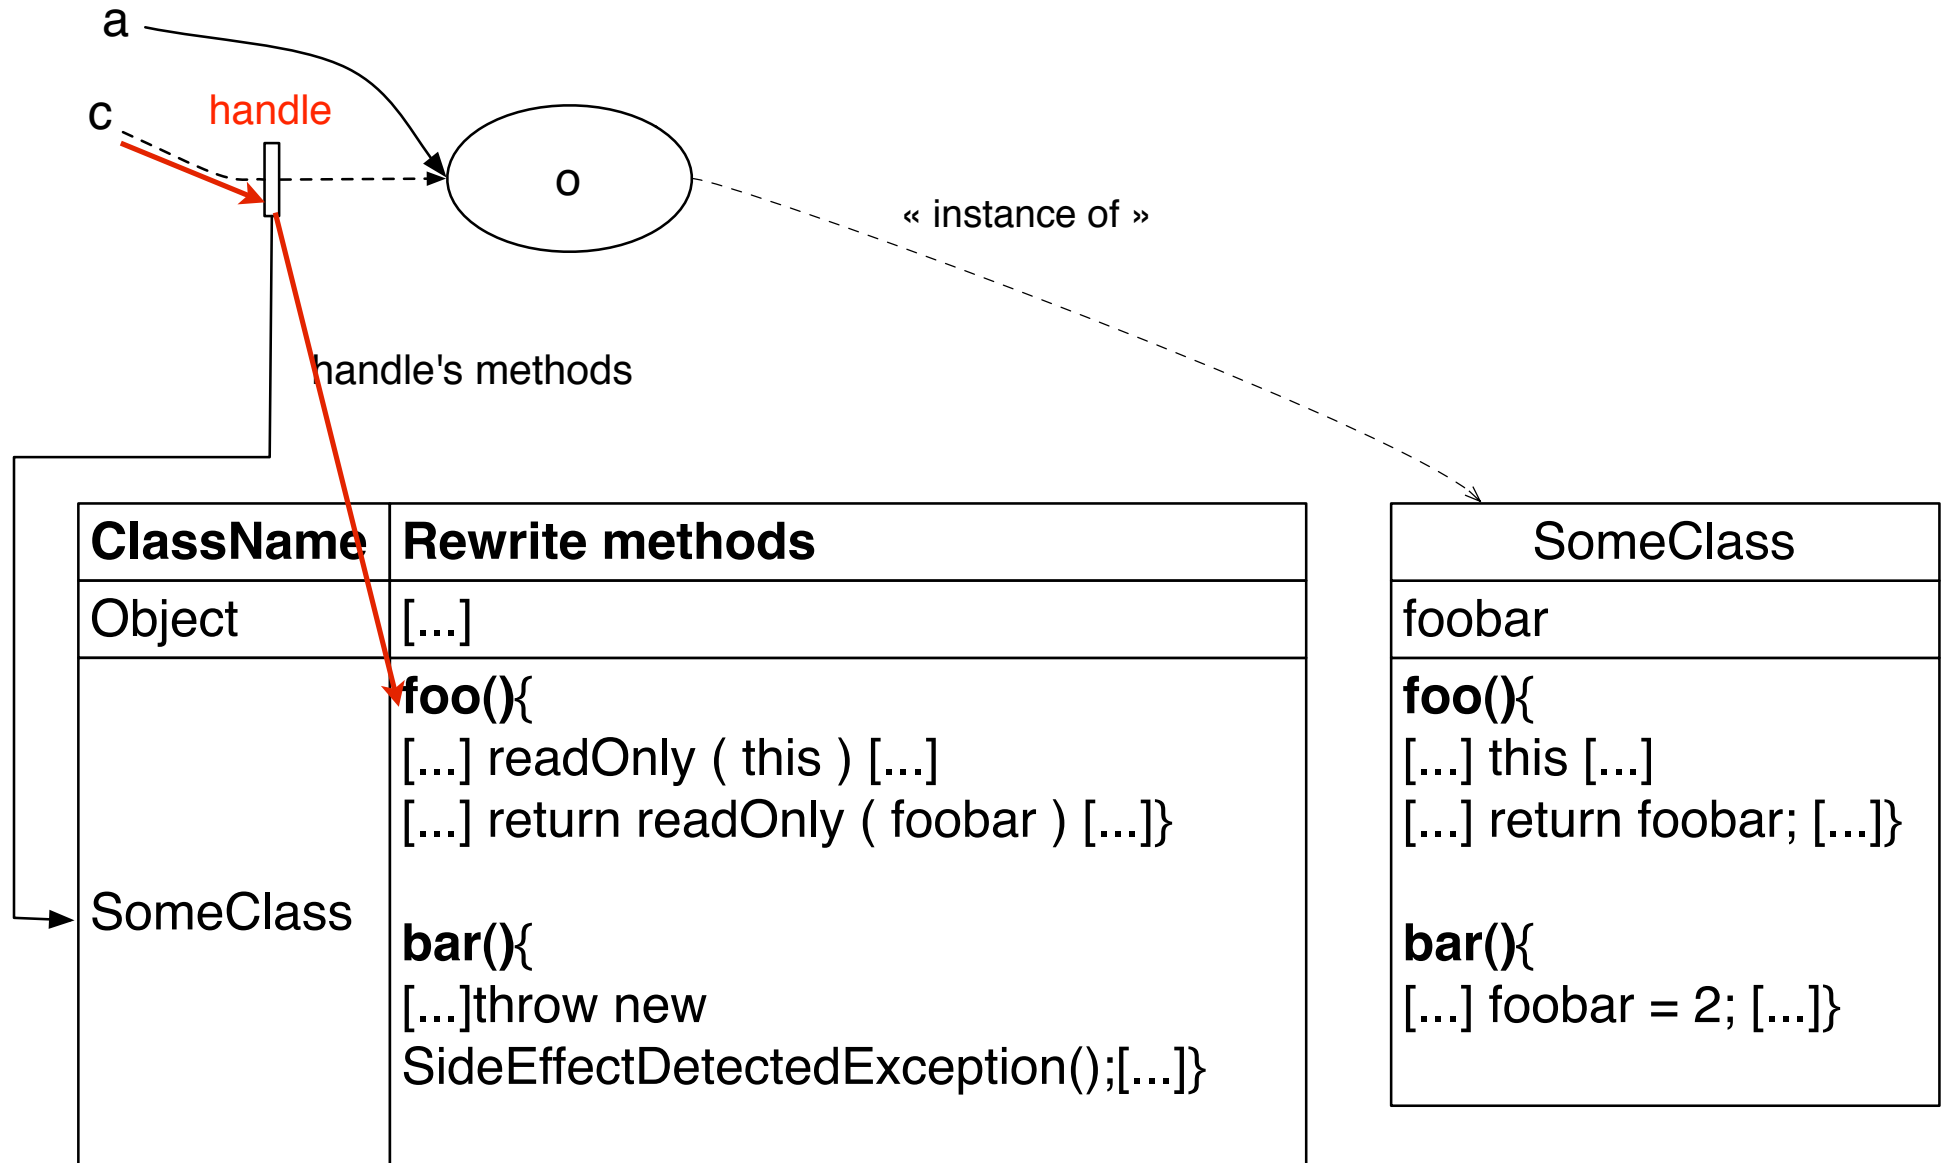 a
c
handle
o
« instance of »
handle's methods
ClassName Rewrite methods
Object [...]
SomeClass
foo(){
[...] readOnly ( this ) [...]
[...] return readOnly ( foobar ) [...]}
bar(){
[...]throw new
SideEffectDetectedException();[...]}
SomeClass
foobar
foo(){
[...] this [...]
[...] return foobar; [...]}
bar(){
[...] foobar = 2; [...]}